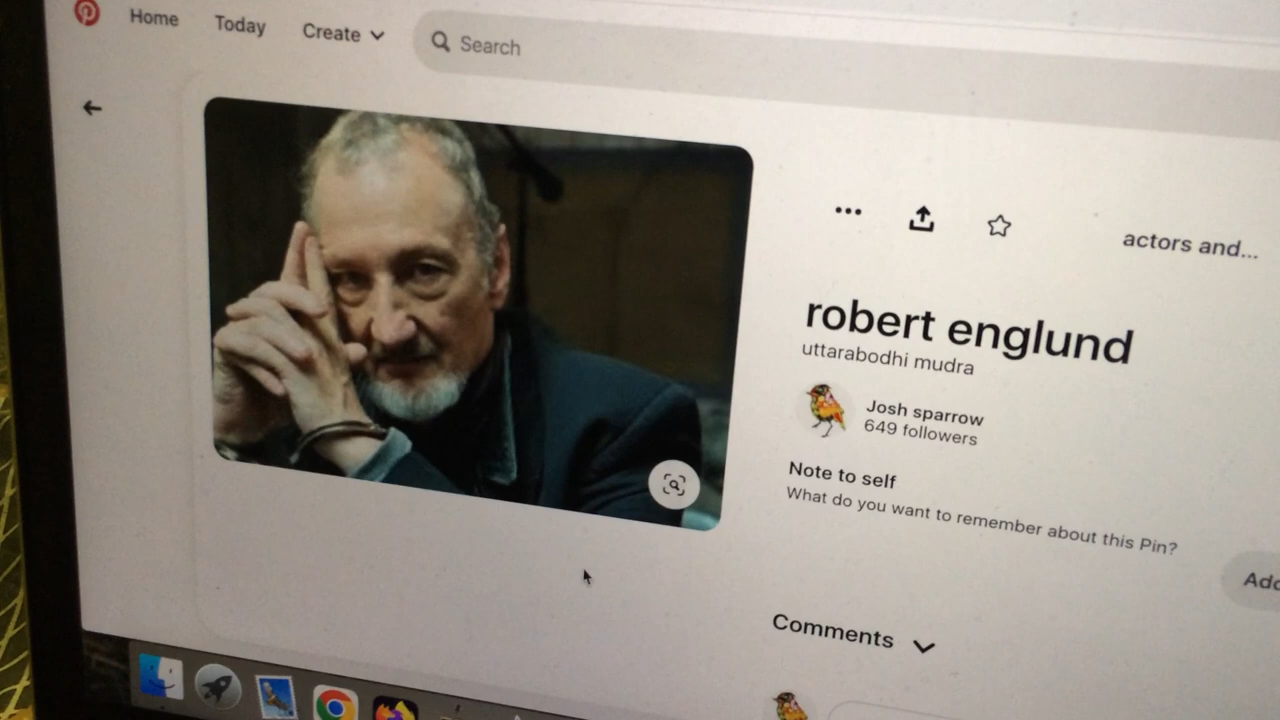 Home Today Create
Search
actors and...
robert englund
uttarabodhi mudra
Josh sparrow
649 followers
Note to self
What do you want to remember about this Pin?
Add
Comments